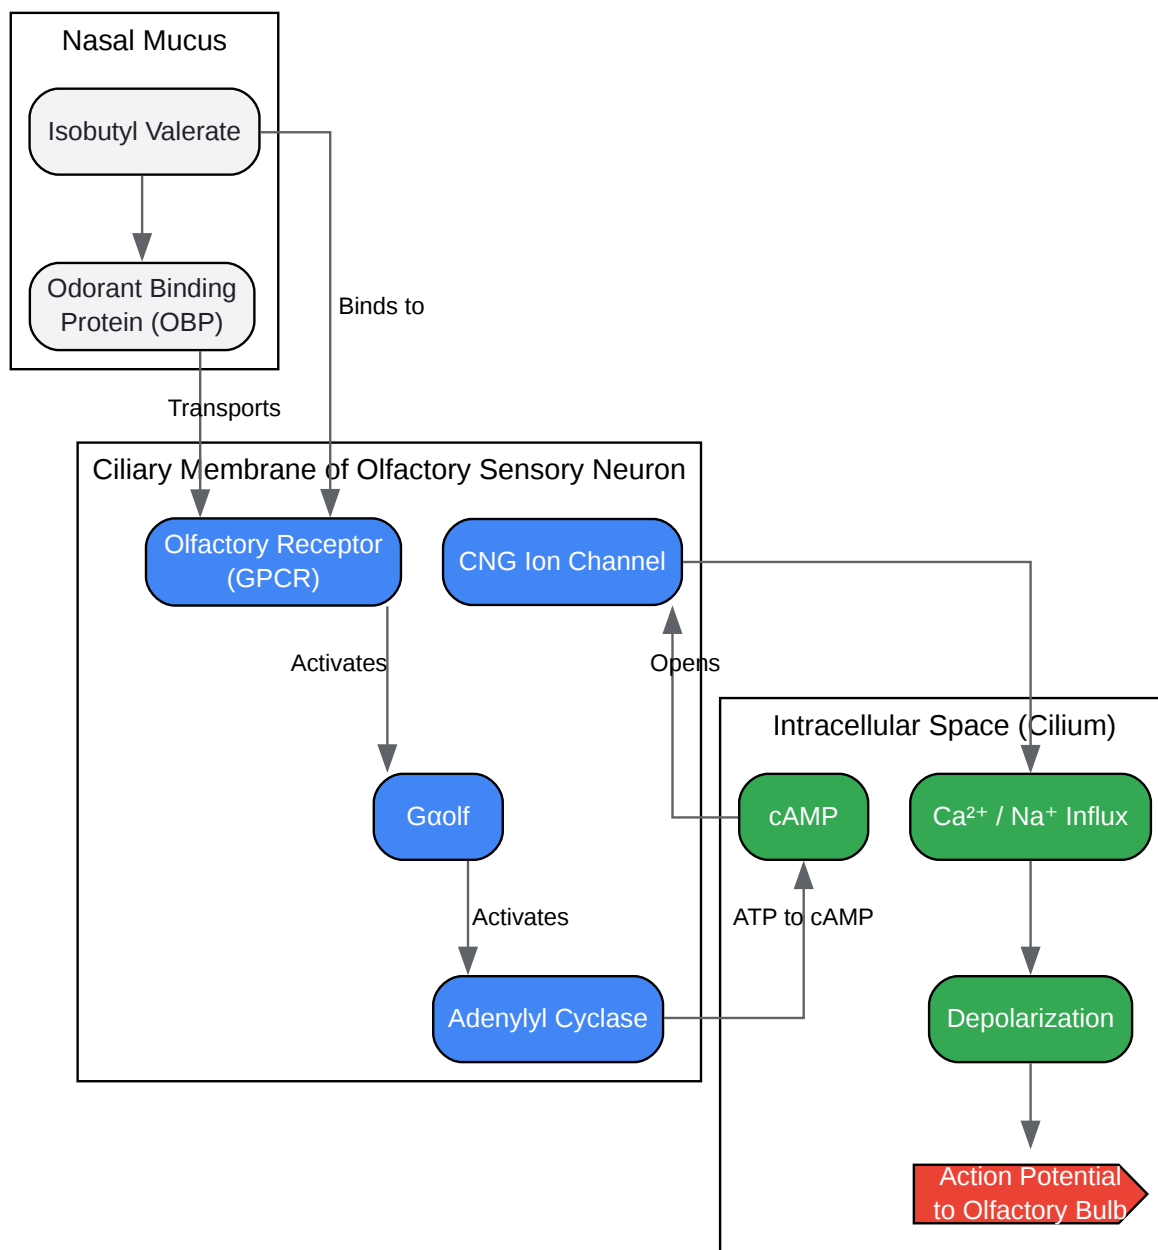 Nasal Mucus
Isobutyl Valerate
Odorant Binding
Protein (OBP)
Binds to
Transports
Ciliary Membrane of Olfactory Sensory Neuron
Olfactory Receptor
(GPCR)
CNG Ion Channel
Activates
Opens
Intracellular Space (Cilium)
Gαolf
cAMP
Ca²⁺ / Na⁺ Influx
Activates
ATP to cAMP
Adenylyl Cyclase
Depolarization
Action Potential
to Olfactory Bulb